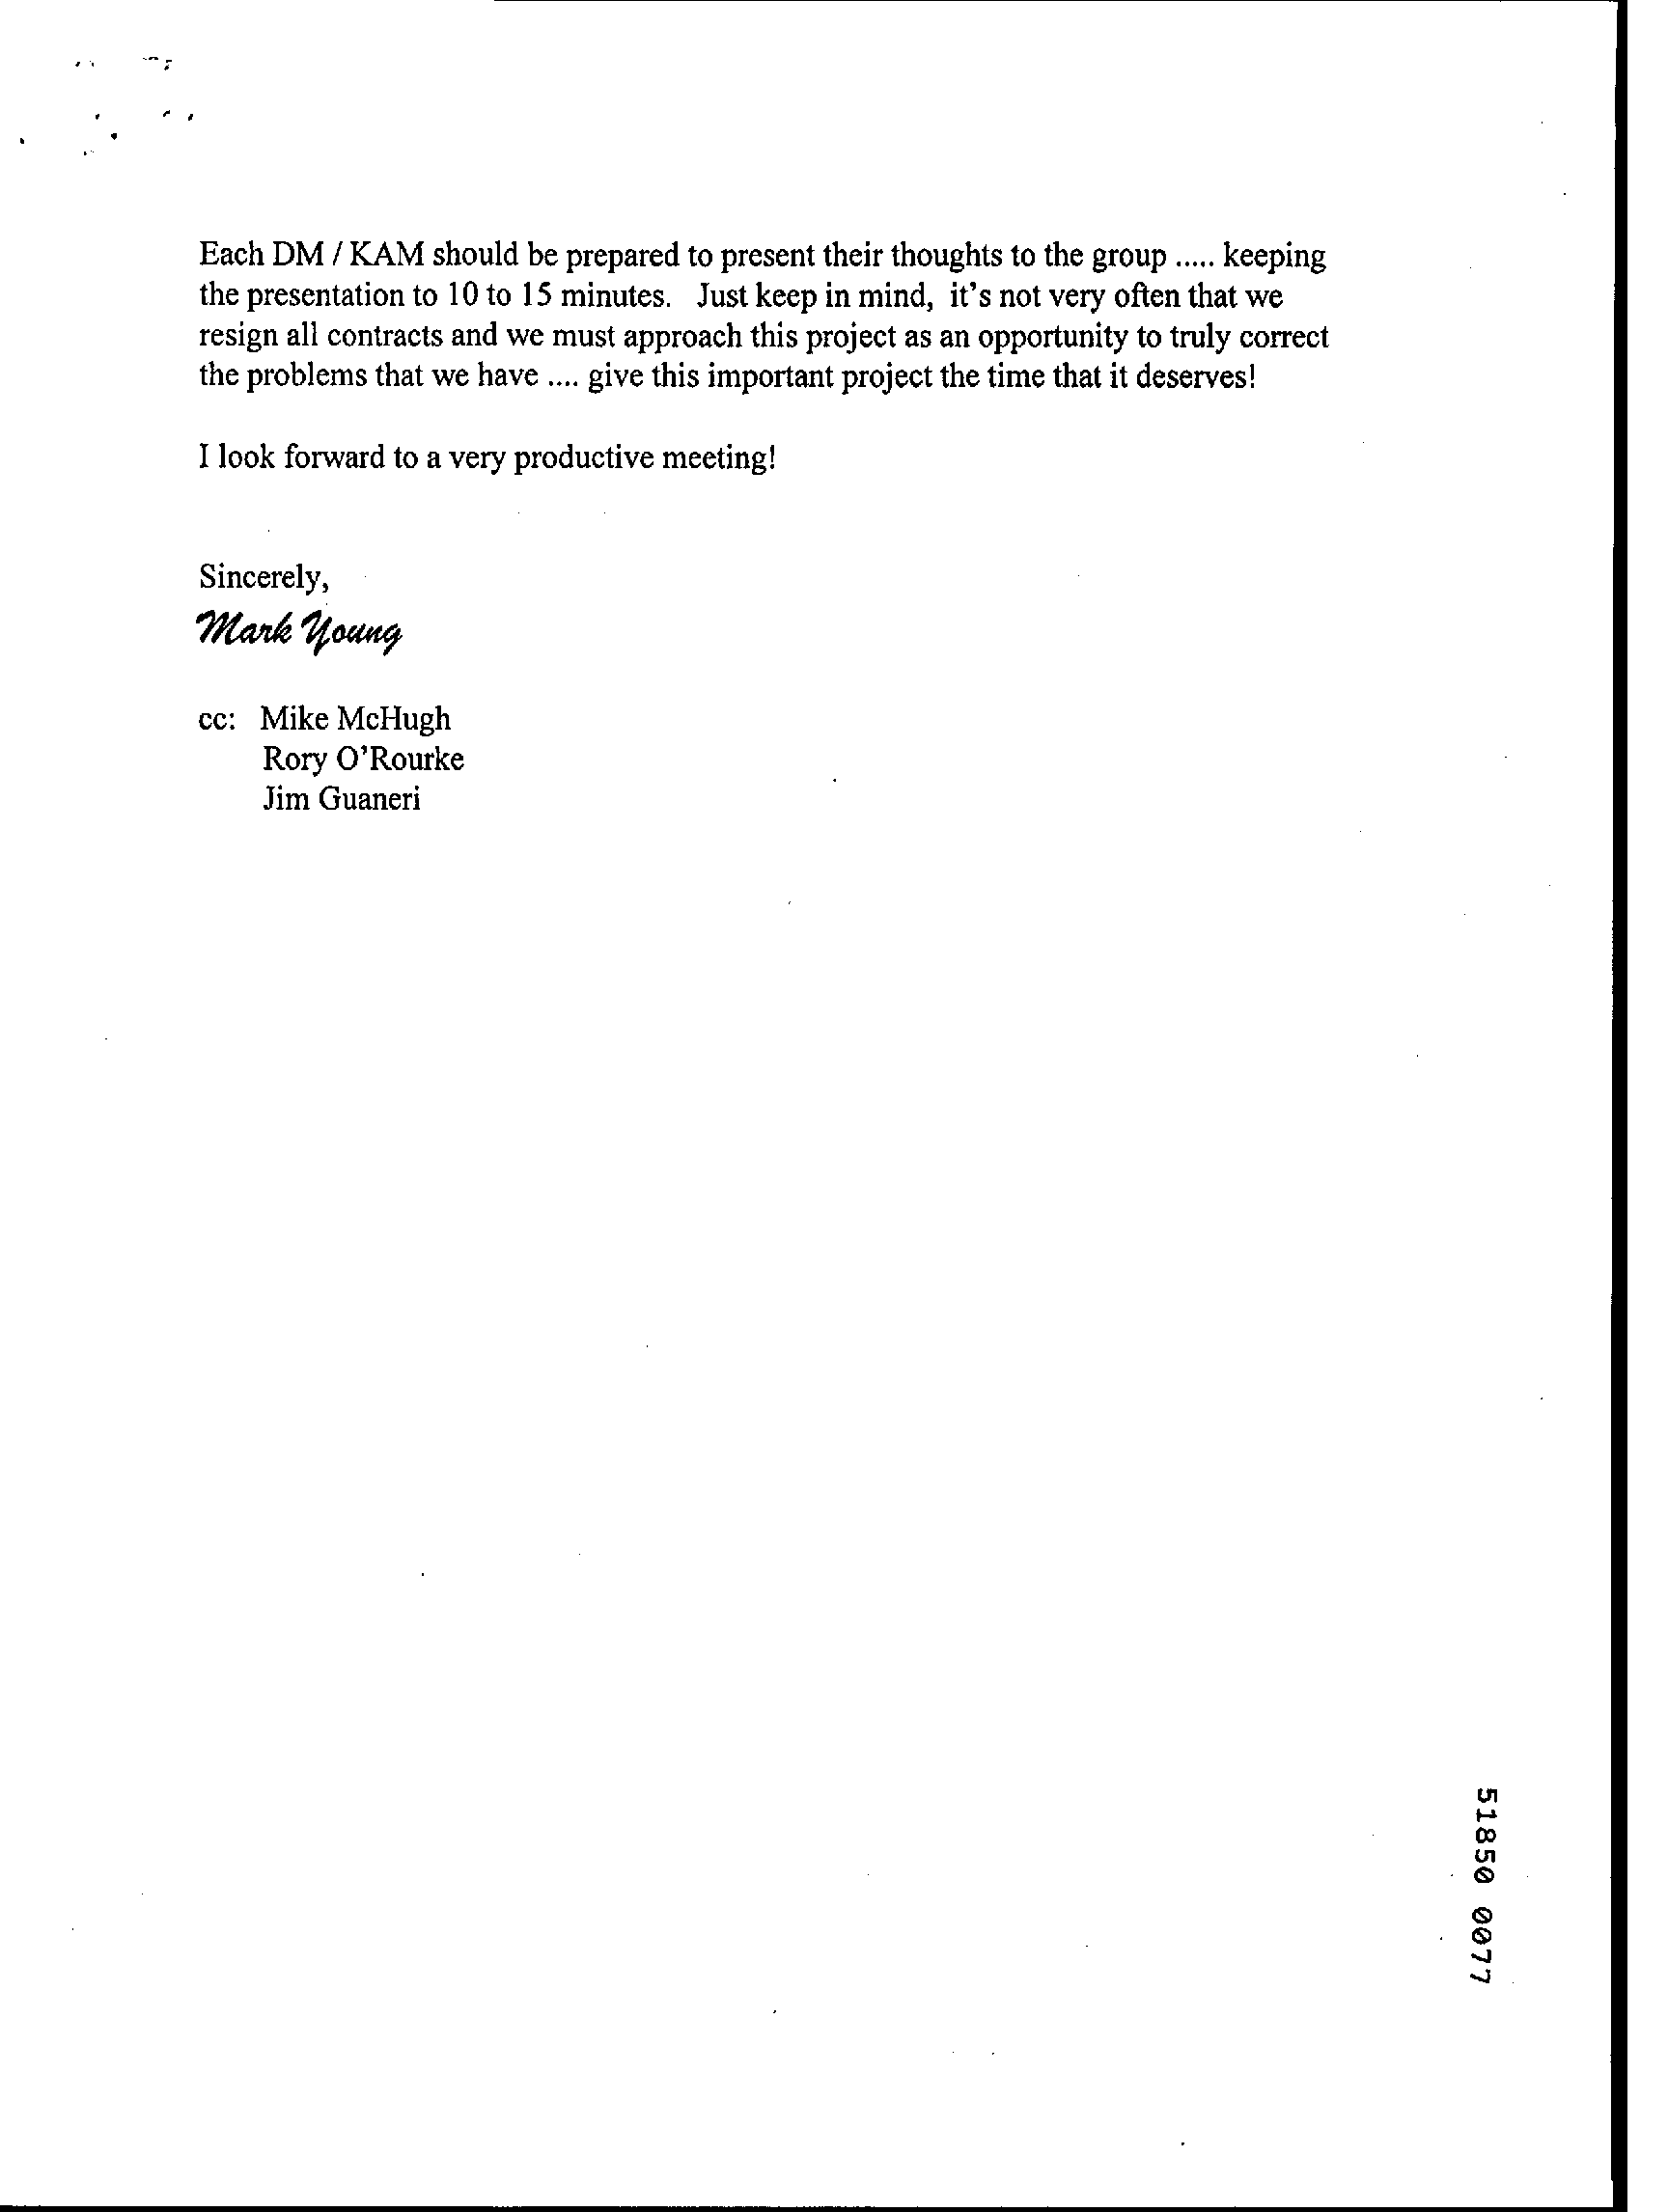 Each DM / KAM should be prepared to present their thoughts to the group ..... keeping
the presentation to 10 to 15 minutes. Just keep in mind, it's not very often that we
resign all contracts and we must approach this project as an opportunity to truly correct
the problems that we have .... give this important project the time that it deserves!
I look forward to a very productive meeting!
Sincerely,
Mark Young
cc: Mike McHugh
Rory O'Rourke
Jim Guaneri
51850 0077